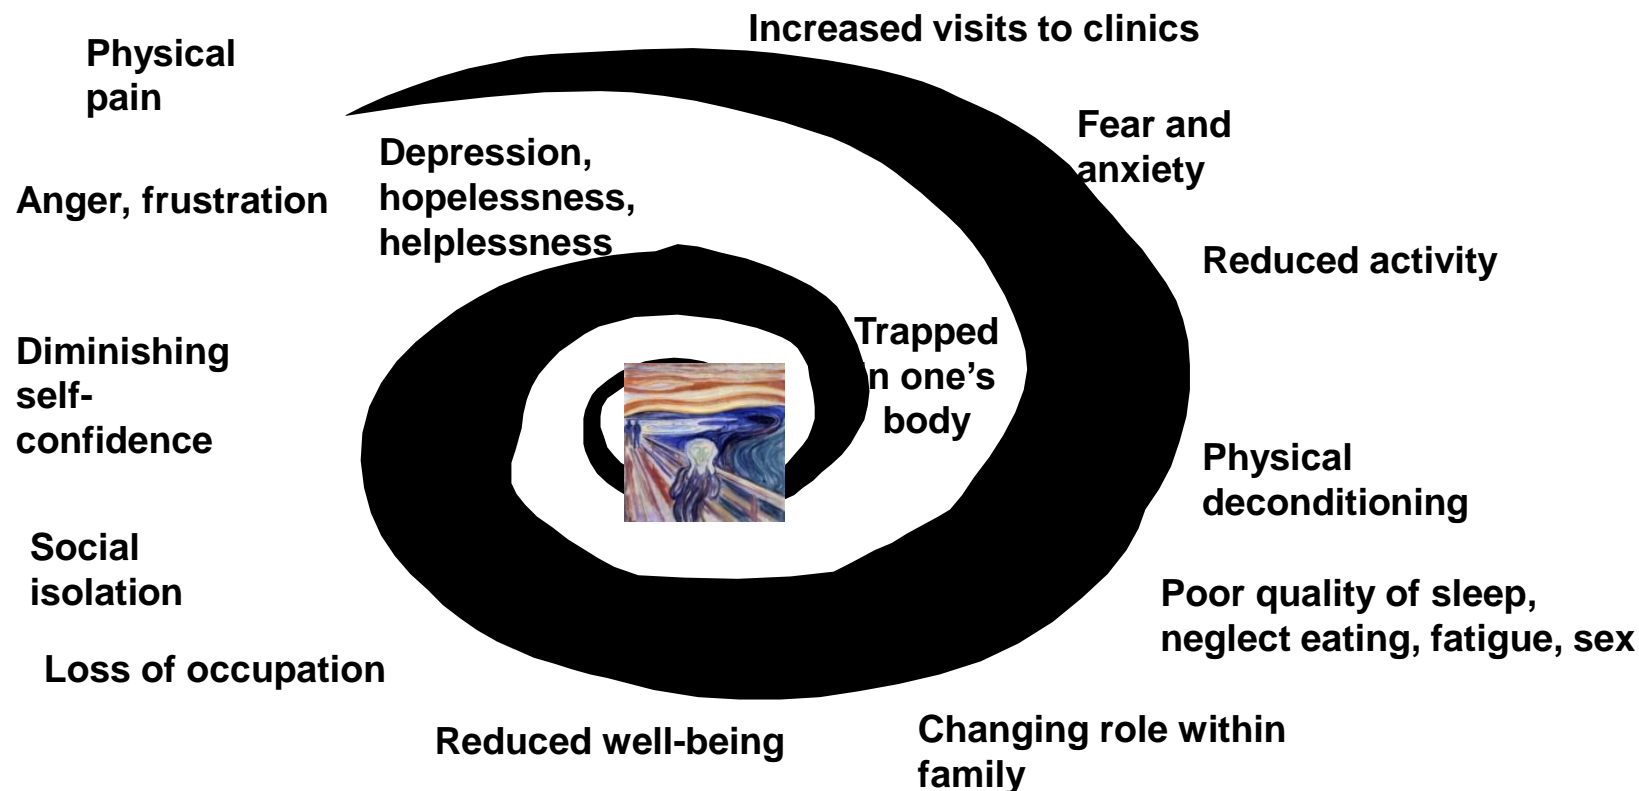 Increased visits to clinics
Physical
pain
Fear and
anxiety
Depression,
hopelessness,
helplessness
Anger, frustration
Reduced activity
Trapped
in one’s
body
Diminishing
self-
confidence
Physical
deconditioning
Social
isolation
Poor quality of sleep,
neglect eating, fatigue, sex
Loss of occupation
Reduced well-being
Changing role within
family